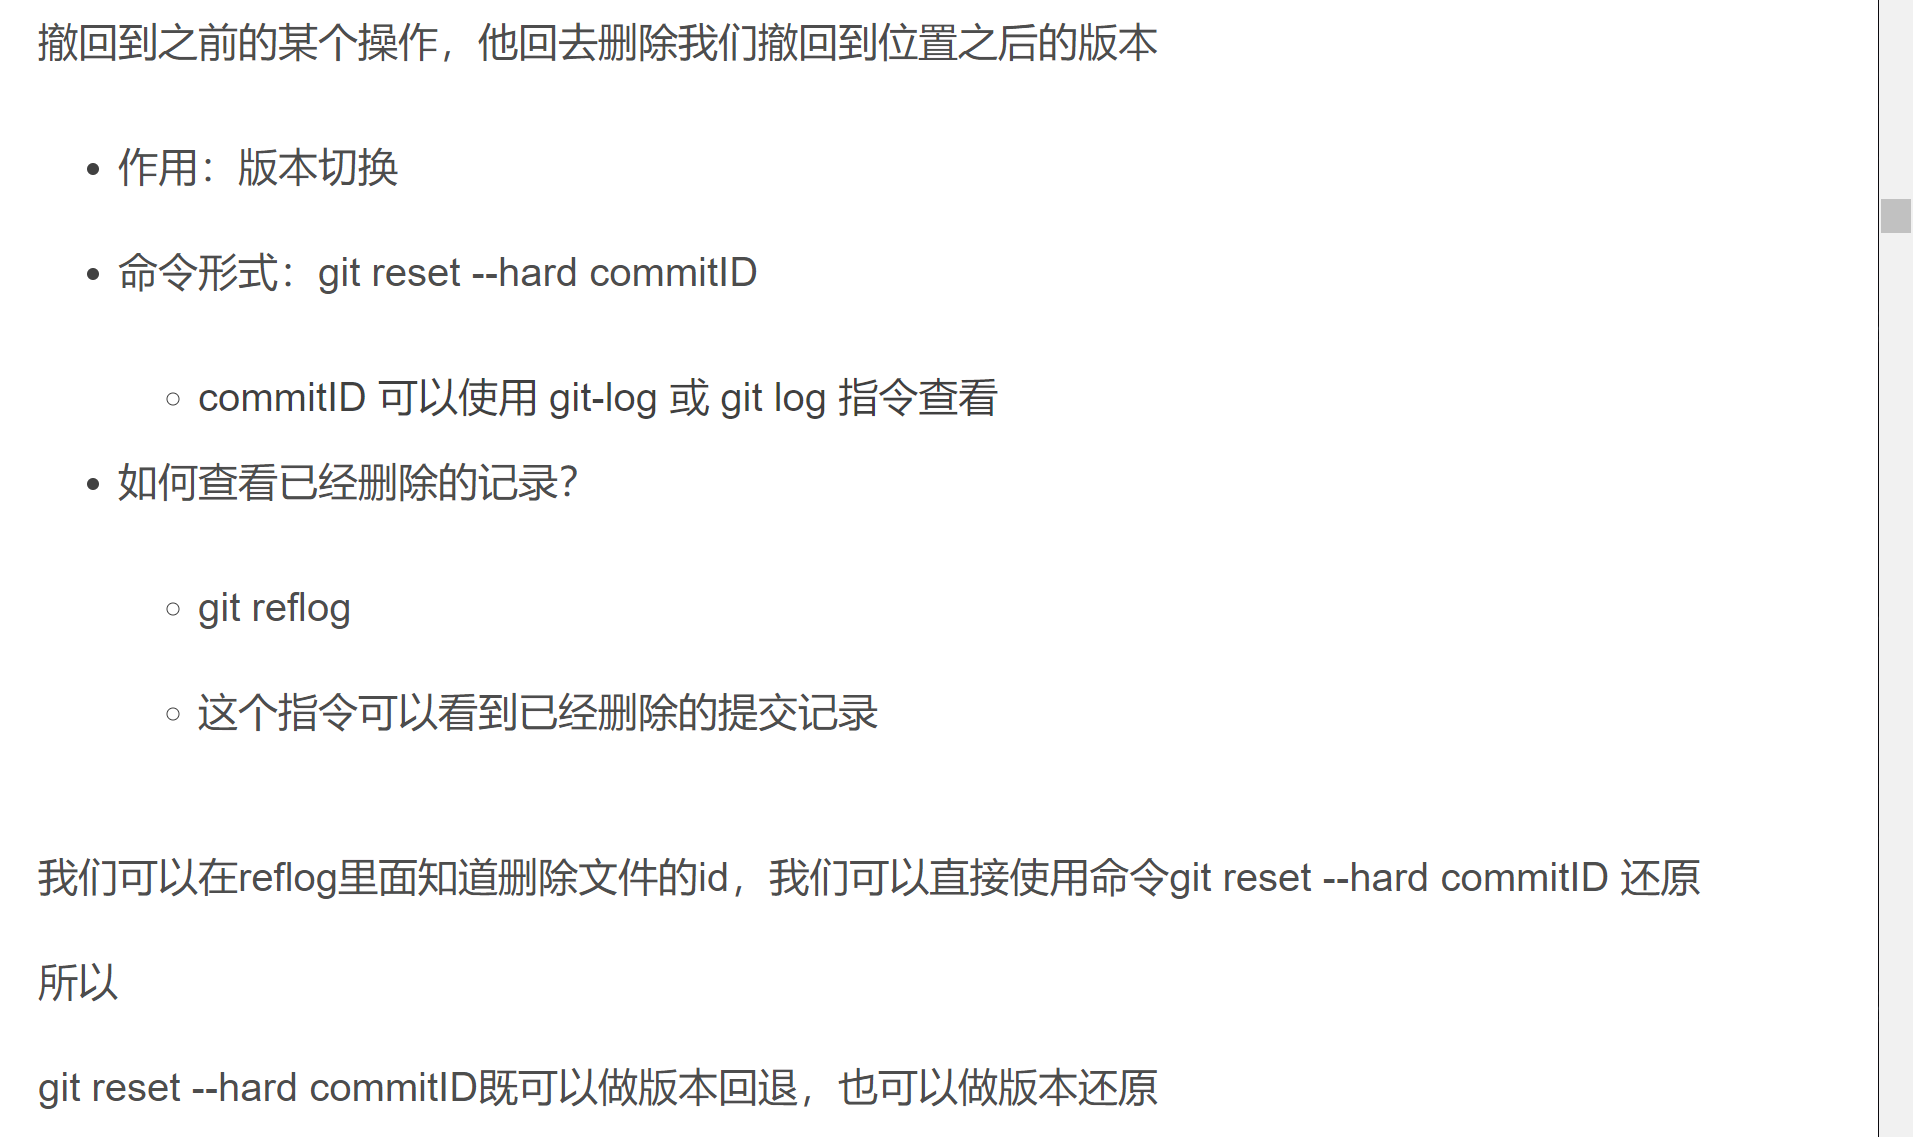 撤回到之前的某个操作，他回去删除我们撤回到位置之后的版本
作用：版本切换
命令形式：git reset --hard commitID
commitID 可以使用 git-log 或 git log 指令查看
如何查看已经删除的记录？
git reflog
这个指令可以看到已经删除的提交记录
我们可以在reflog里面知道删除文件的id，我们可以直接使用命令git reset --hard commitID 还原
所以
git reset --hard commitID既可以做版本回退，也可以做版本还原